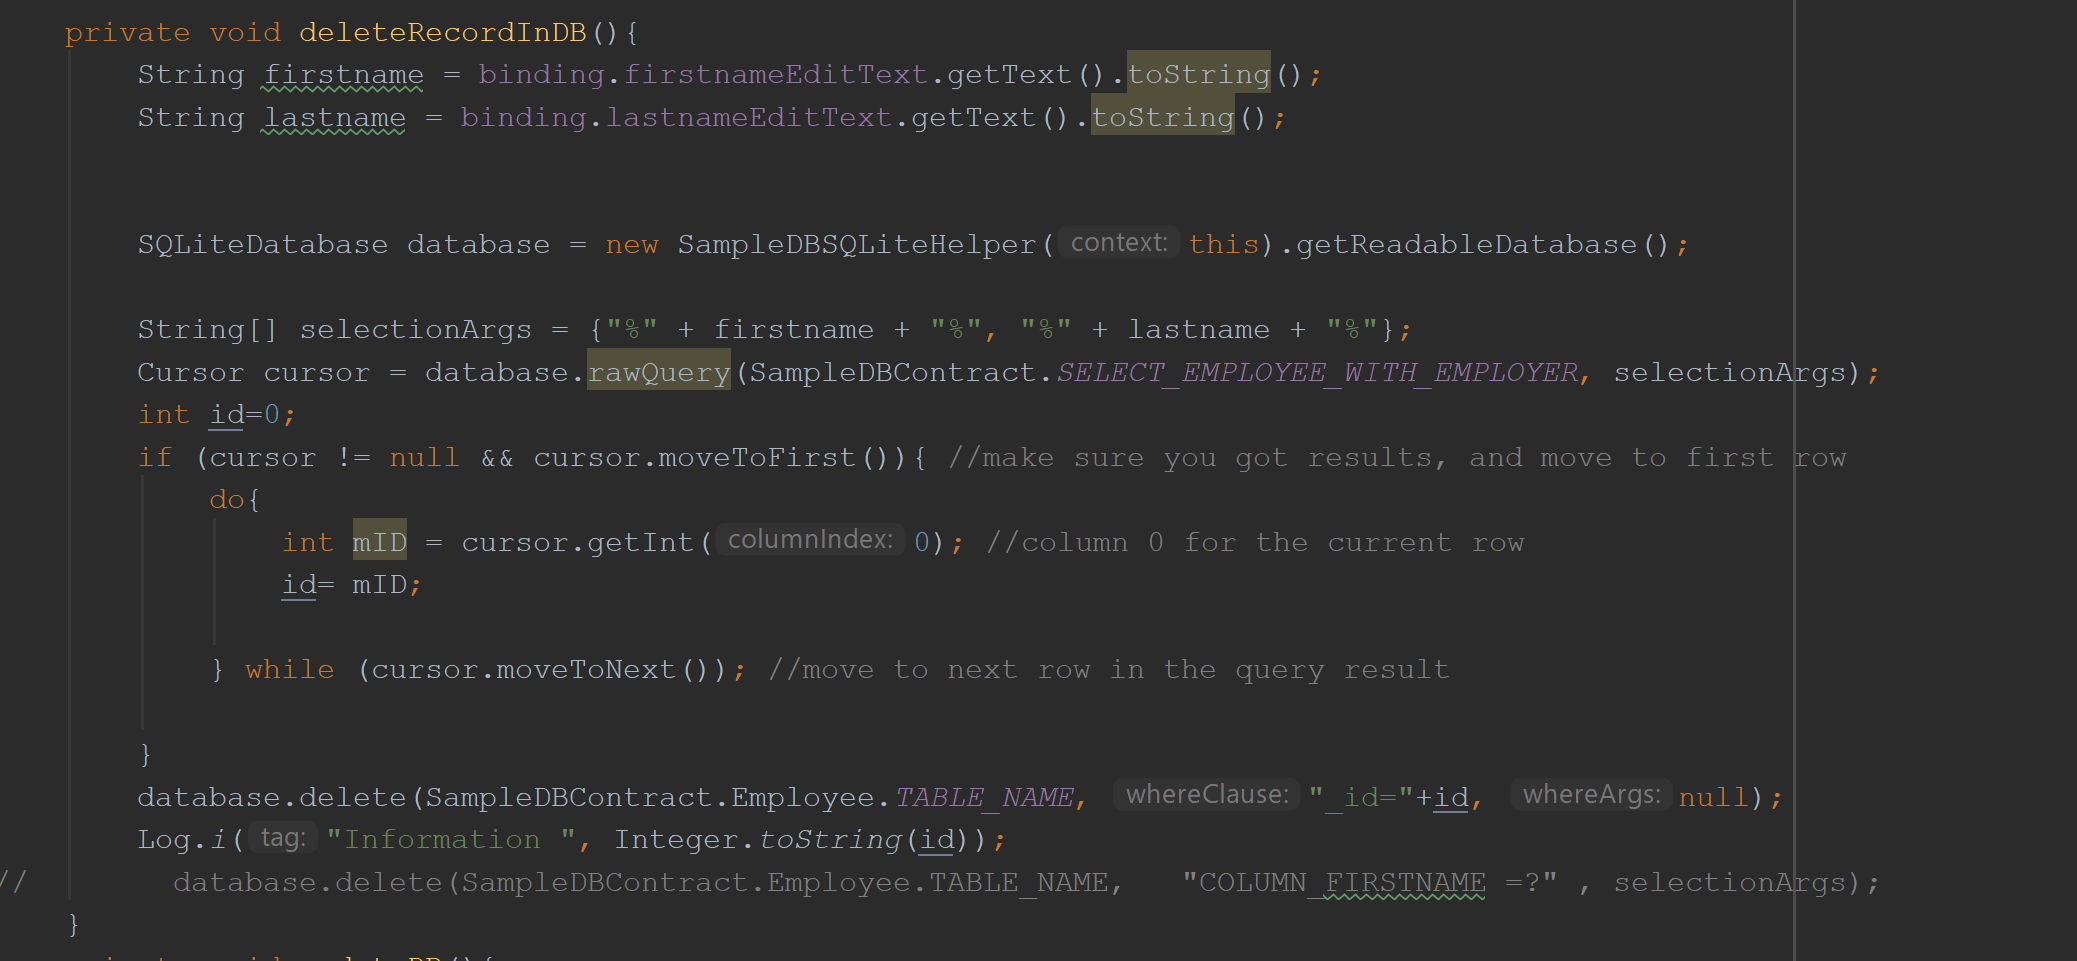 private void deleteRecordInDB(){
String firstname = binding.firstnameEditText.getText().toString();
String lastname = binding.lastnameEditText.getText().toString();
SQLiteDatabase database = new SampleDBSQLiteHelper( context: this).getReadableDatabase();
String[] selectionArgs = {"%" + firstname + "%", "%" + lastname + "%"};
Cursor cursor = database.rawQuery(SampleDBContract.SELECT_EMPLOYEE_WITH_EMPLOYER, selectionArgs);
int id=0;
if (cursor != null && cursor.moveToFirst()){ //make sure you got results, and move to first row
do{
int mID = cursor.getInt( columnIndex: 0); //column 0 for the current row
id= mID;
} while (cursor.moveToNext()); //move to next row in the query result
}
database.delete(SampleDBContract.Employee.TABLE_NAME, whereClause: "_id="+id, whereArgs: null);
Log.i( tag: "Information ", Integer.toString(id));
// database.delete(SampleDBContract.Employee.TABLE_NAME, "COLUMN_FIRSTNAME =?" , selectionArgs);
}